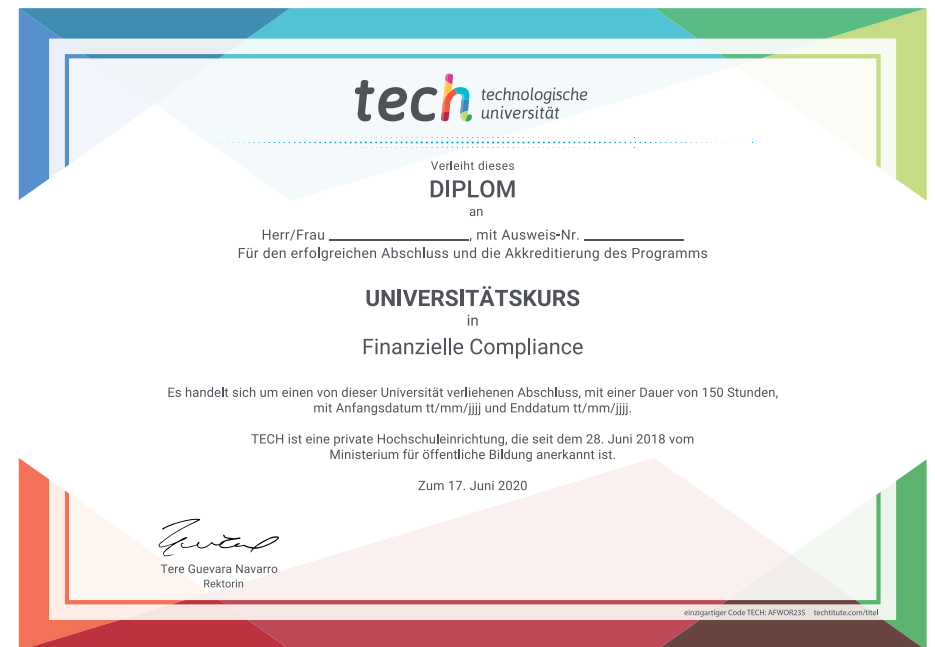 tech technologische
universität
Verleiht dieses
DIPLOM
an
Herr/Frau ____________________, mit Ausweis-Nr. ______________
Für den erfolgreichen Abschluss und die Akkreditierung des Programms
UNIVERSITÄTSKURS
in
Finanzielle Compliance
Es handelt sich um einen von dieser Universität verliehenen Abschluss, mit einer Dauer von 150 Stunden,
mit Anfangsdatum tt/mm/jjjj und Enddatum tt/mm/jjjj.
TECH ist eine private Hochschuleinrichtung, die seit dem 28. Juni 2018 vom
Ministerium für öffentliche Bildung anerkannt ist.
Zum 17. Juni 2020
Tere Guevara Navarro
Rektorin
einzigartiger Code TECH: AFWOR23S techtitute.com/titel